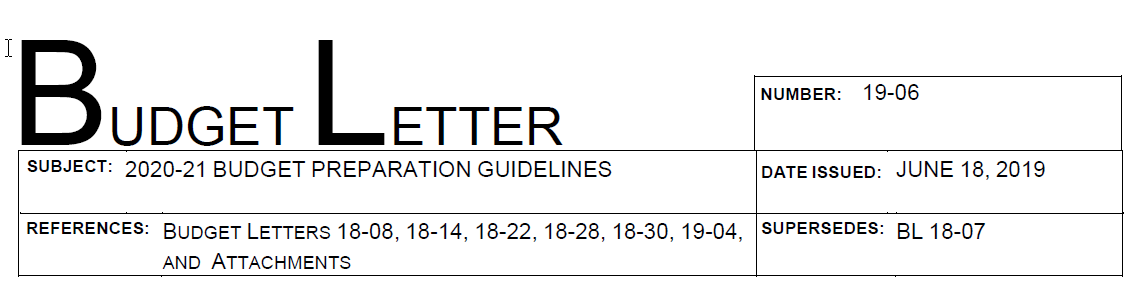 BUDGET LETTER
NUMBER: 19-06
SUBJECT: 2020-21 BUDGET PREPARATION GUIDELINES
DATE ISSUED: JUNE 18, 2019
REFERENCES: BUDGET LETTERS 18-08, 18-14, 18-22, 18-28, 18-30, 19-04,
AND ATTACHMENTS
SUPERSEDES: BL 18-07